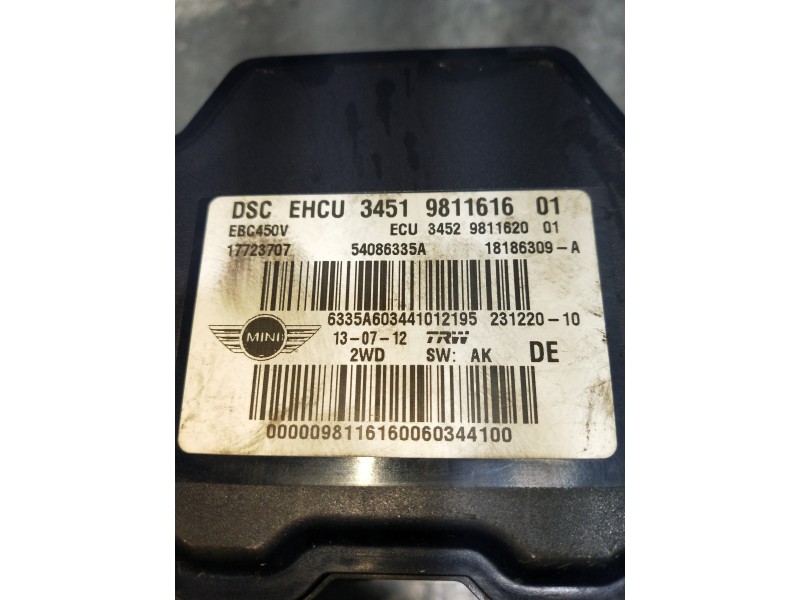 DSC EHCU 3451 9811616 01
EBC450V ECU 3452 9811620 01
17723707 54086335A 18186309-A
6335A603441012195 231220-10
MINI 13-07-12 TRW
2WD SW: AK DE
0000098116160060344100